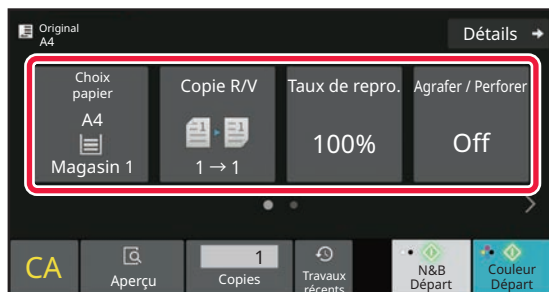 Original
A4
Détails
Choix
papier
A4
Magasin 1
Copie R/V
1 → 1
Taux de repro.
100%
Agrafer / Perforer
Off
CA
Aperçu
1
Copies
Travaux
récents
N&B
Départ
Couleur
Départ